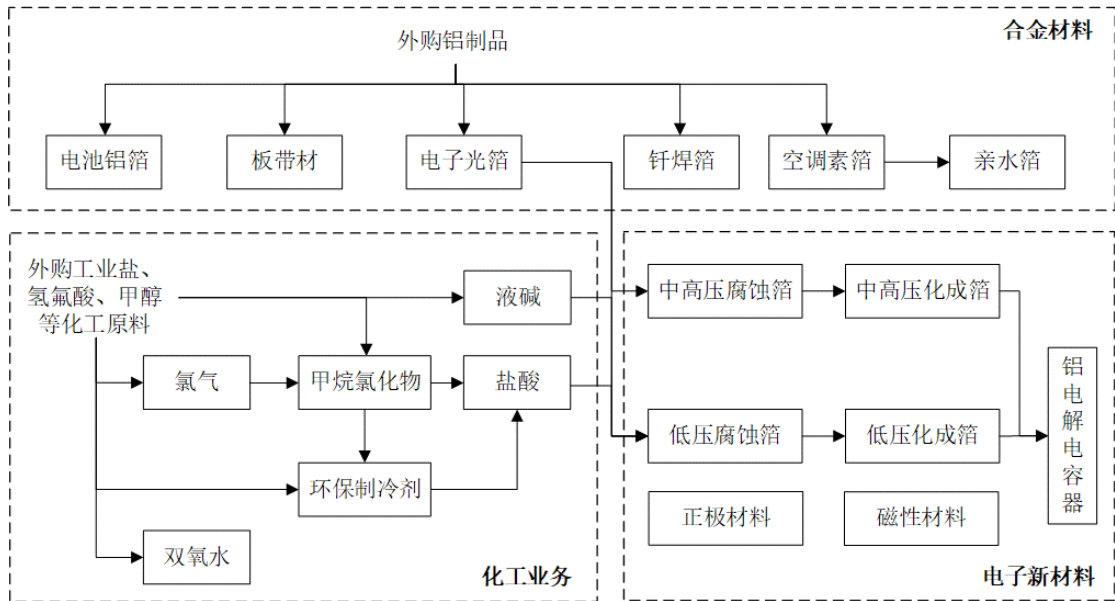 合金材料
外购铝制品
电池铝箔
板带材
电子光箔
钎焊箔
空调素箔
亲水箔
外购工业盐、
氢氟酸、甲醇
等化工原料
液碱
氯气
甲烷氯化物
盐酸
环保制冷剂
双氧水
化工业务
中高压腐蚀箔
中高压化成箔
低压腐蚀箔
低压化成箔
铝电解电容器
正极材料
磁性材料
电子新材料